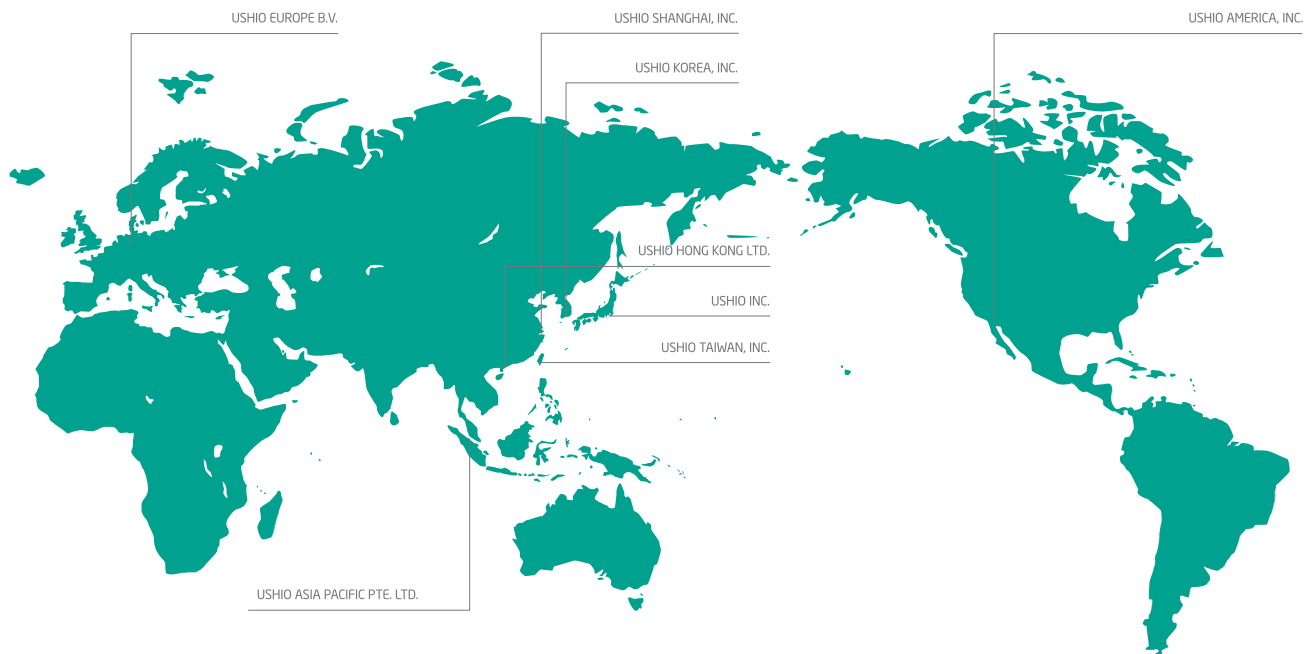 USHIO EUROPE B.V.
USHIO SHANGHAI, INC.
USHIO AMERICA, INC.
USHIO KOREA, INC.
USHIO HONG KONG LTD.
USHIO INC.
USHIO TAIWAN, INC.
USHIO ASIA PACIFIC PTE. LTD.